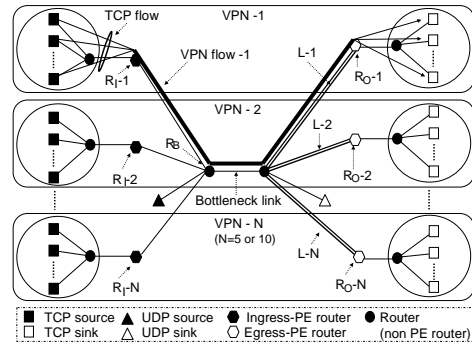 TCP flow
VPN -1
VPN flow -1
L-1
R_I-1
R_O-1
VPN - 2
R_B
L-2
R_I-2
R_O-2
Bottleneck link
VPN - N
(N=5 or 10)
L-N
R_I-N
R_O-N
TCP source UDP source Ingress-PE router Router
TCP sink UDP sink Egress-PE router (non PE router)